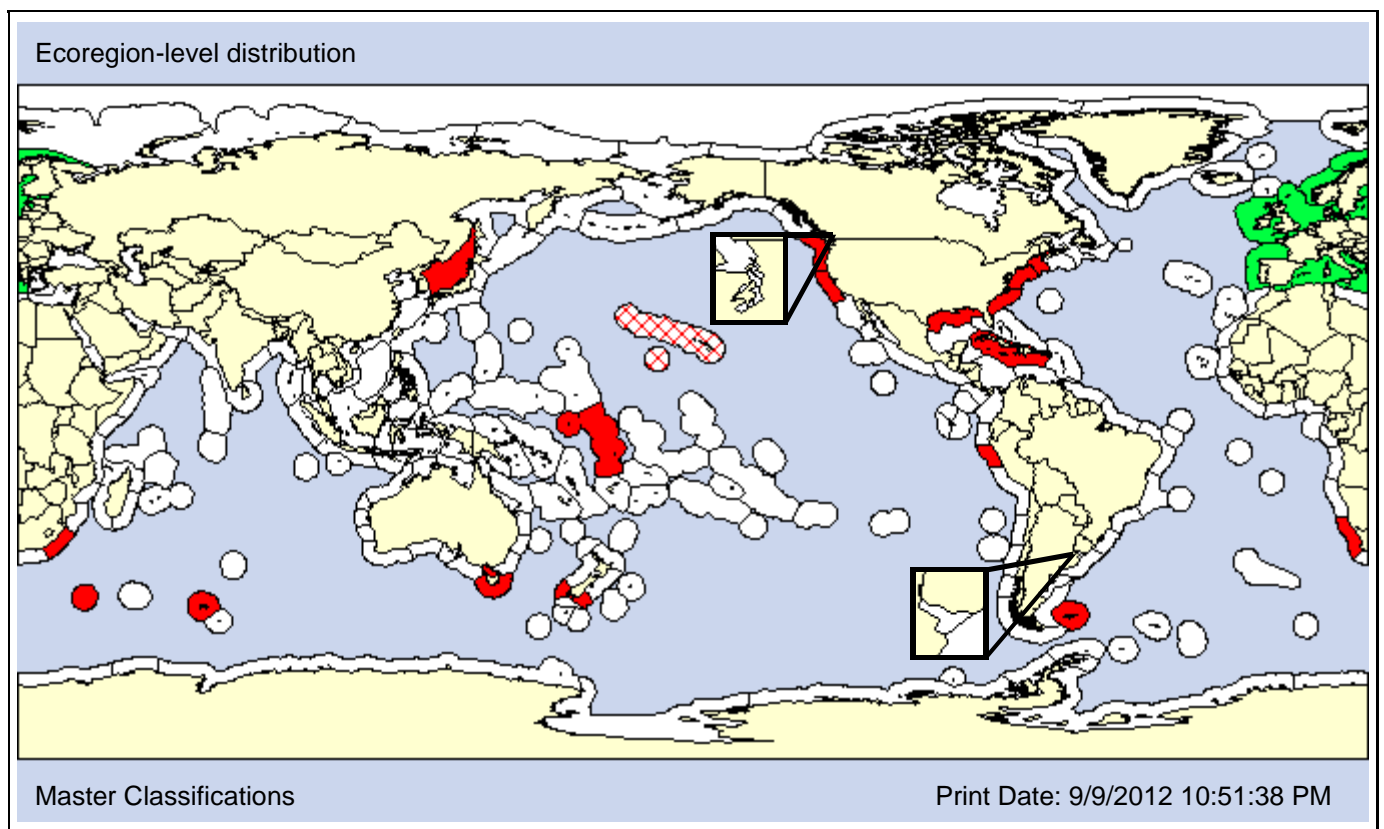 Ecoregion-level distribution
Master Classifications
Print Date: 9/9/2012 10:51:38 PM